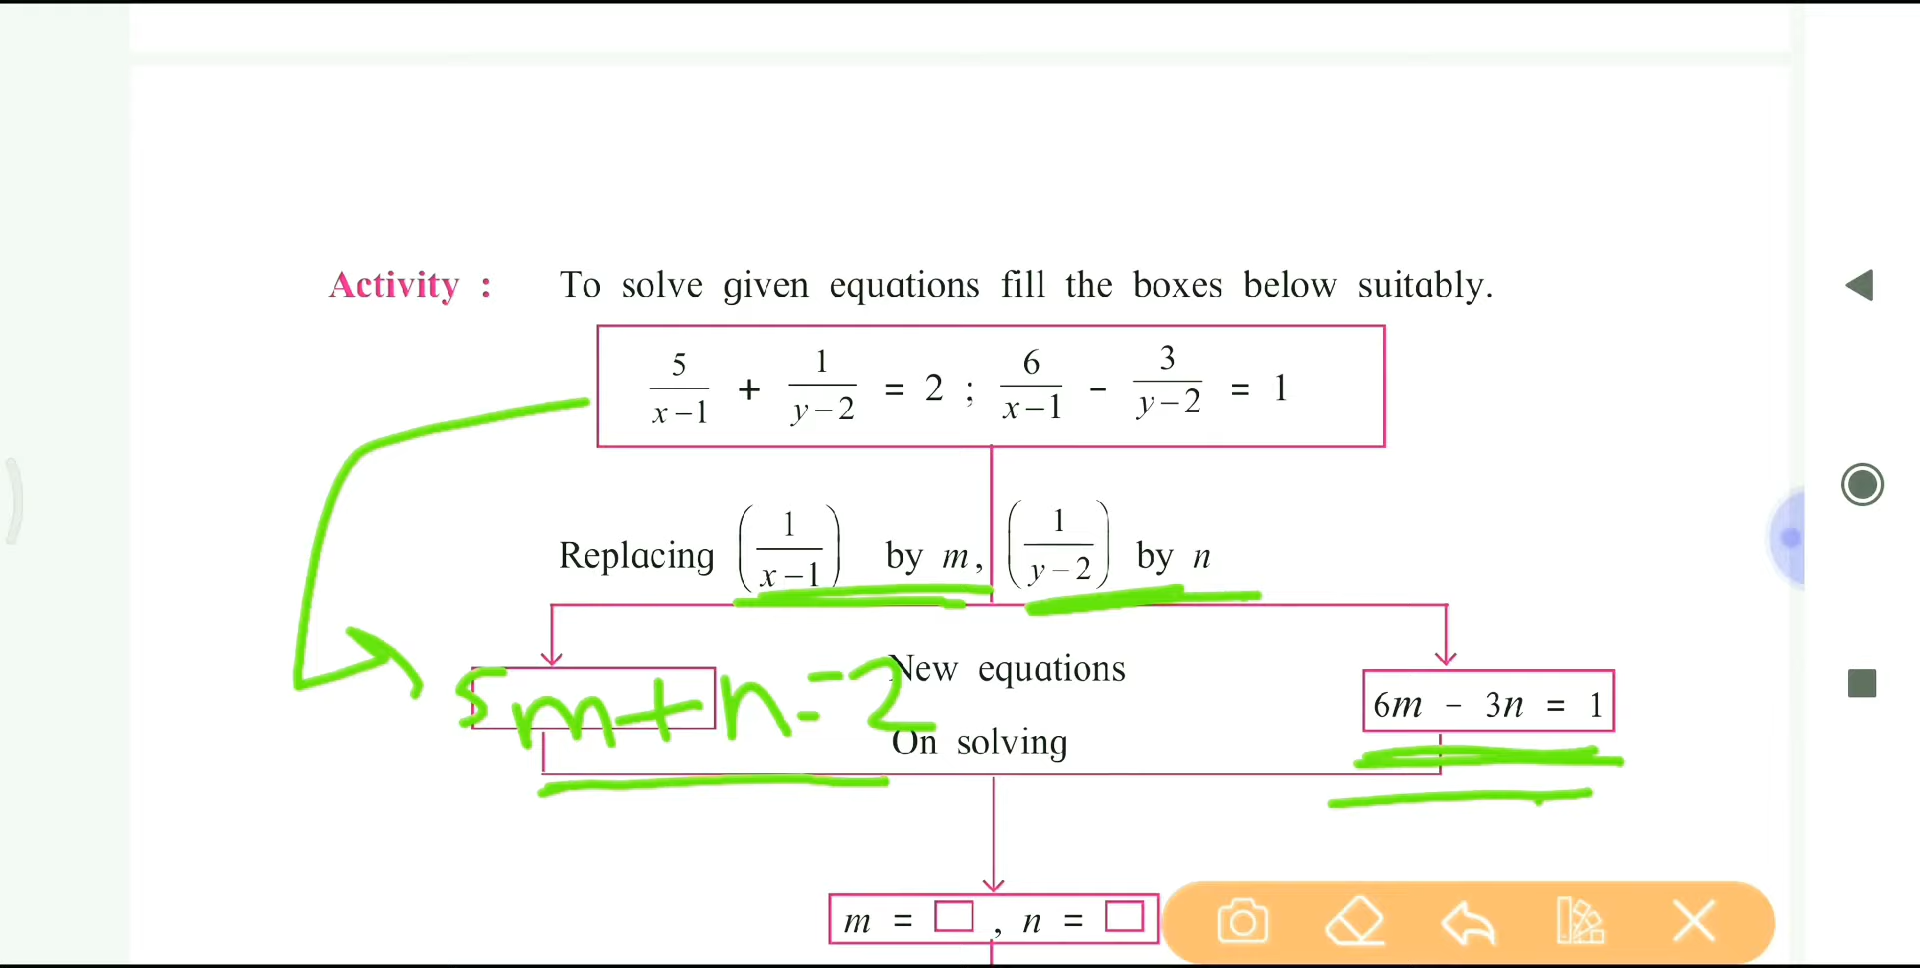 Activity : To solve given equations fill the boxes below suitably.
5/(x−1) + 1/(y−2) = 2 ; 6/(x−1) − 3/(y−2) = 1
Replacing (1/(x−1)) by m, (1/(y−2)) by n
New equations
5m+n=2
6m − 3n = 1
On solving
m = □ , n = □